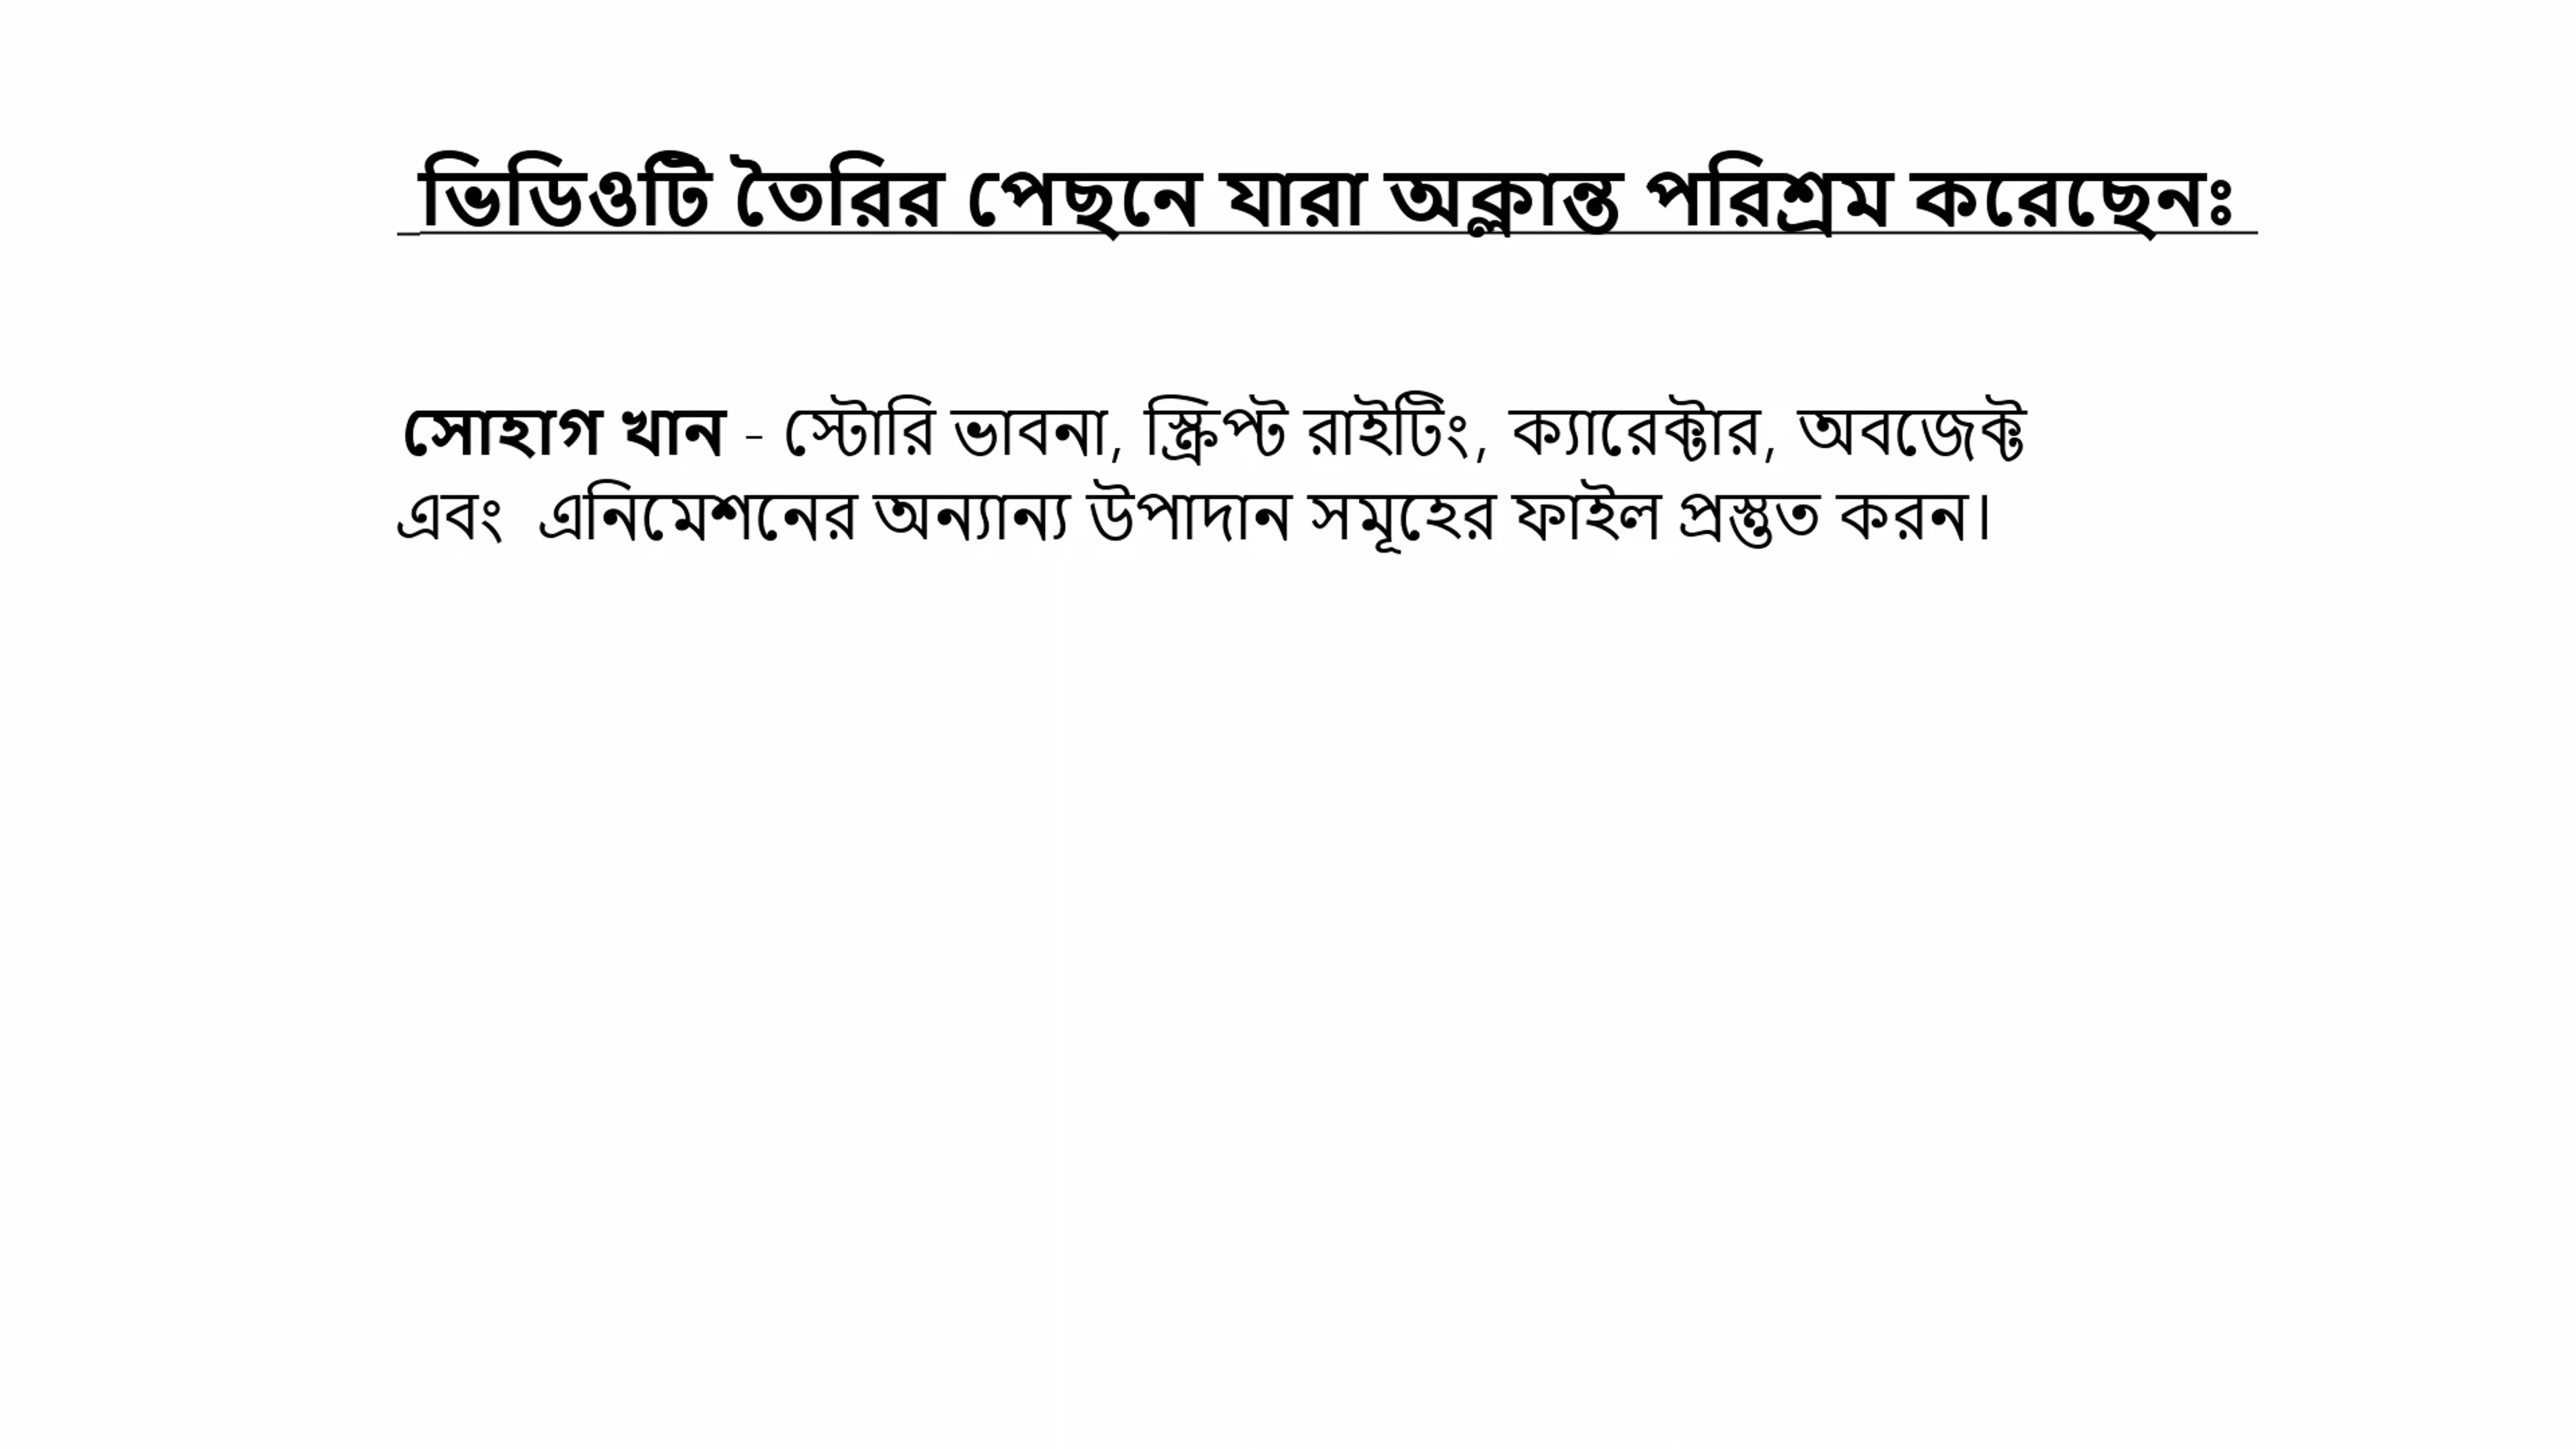 ভিডিওটি তৈরির পেছনে যারা অক্লান্ত পরিশ্রম করেছেনঃ
সোহাগ খান - স্টোরি ভাবনা, স্ক্রিপ্ট রাইটিং, ক্যারেক্টার, অবজেক্ট
এবং এনিমেশনের অন্যান্য উপাদান সমূহের ফাইল প্রস্তুত করন।